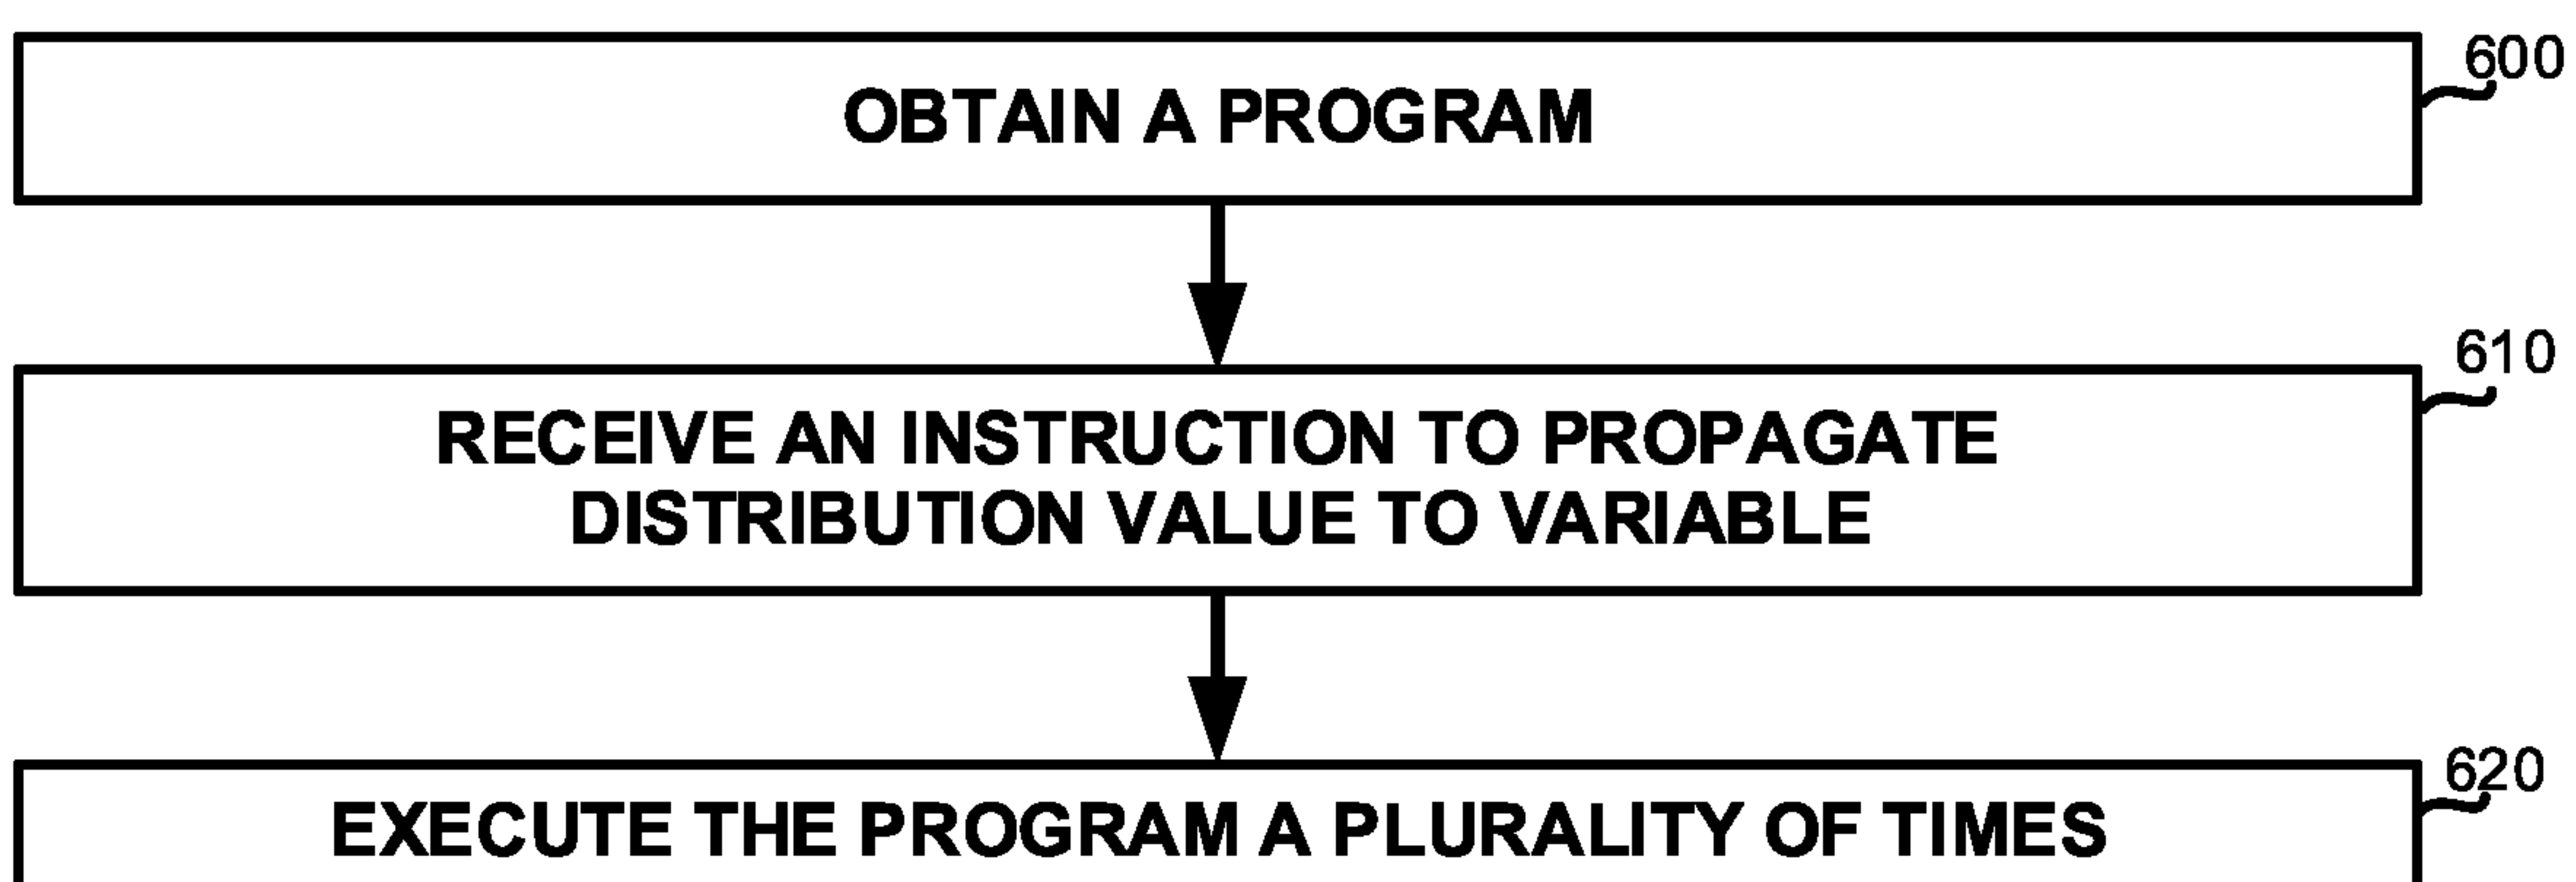 600
OBTAIN A PROGRAM
610
RECEIVE AN INSTRUCTION TO PROPAGATE
DISTRIBUTION VALUE TO VARIABLE
620
EXECUTE THE PROGRAM A PLURALITY OF TIMES